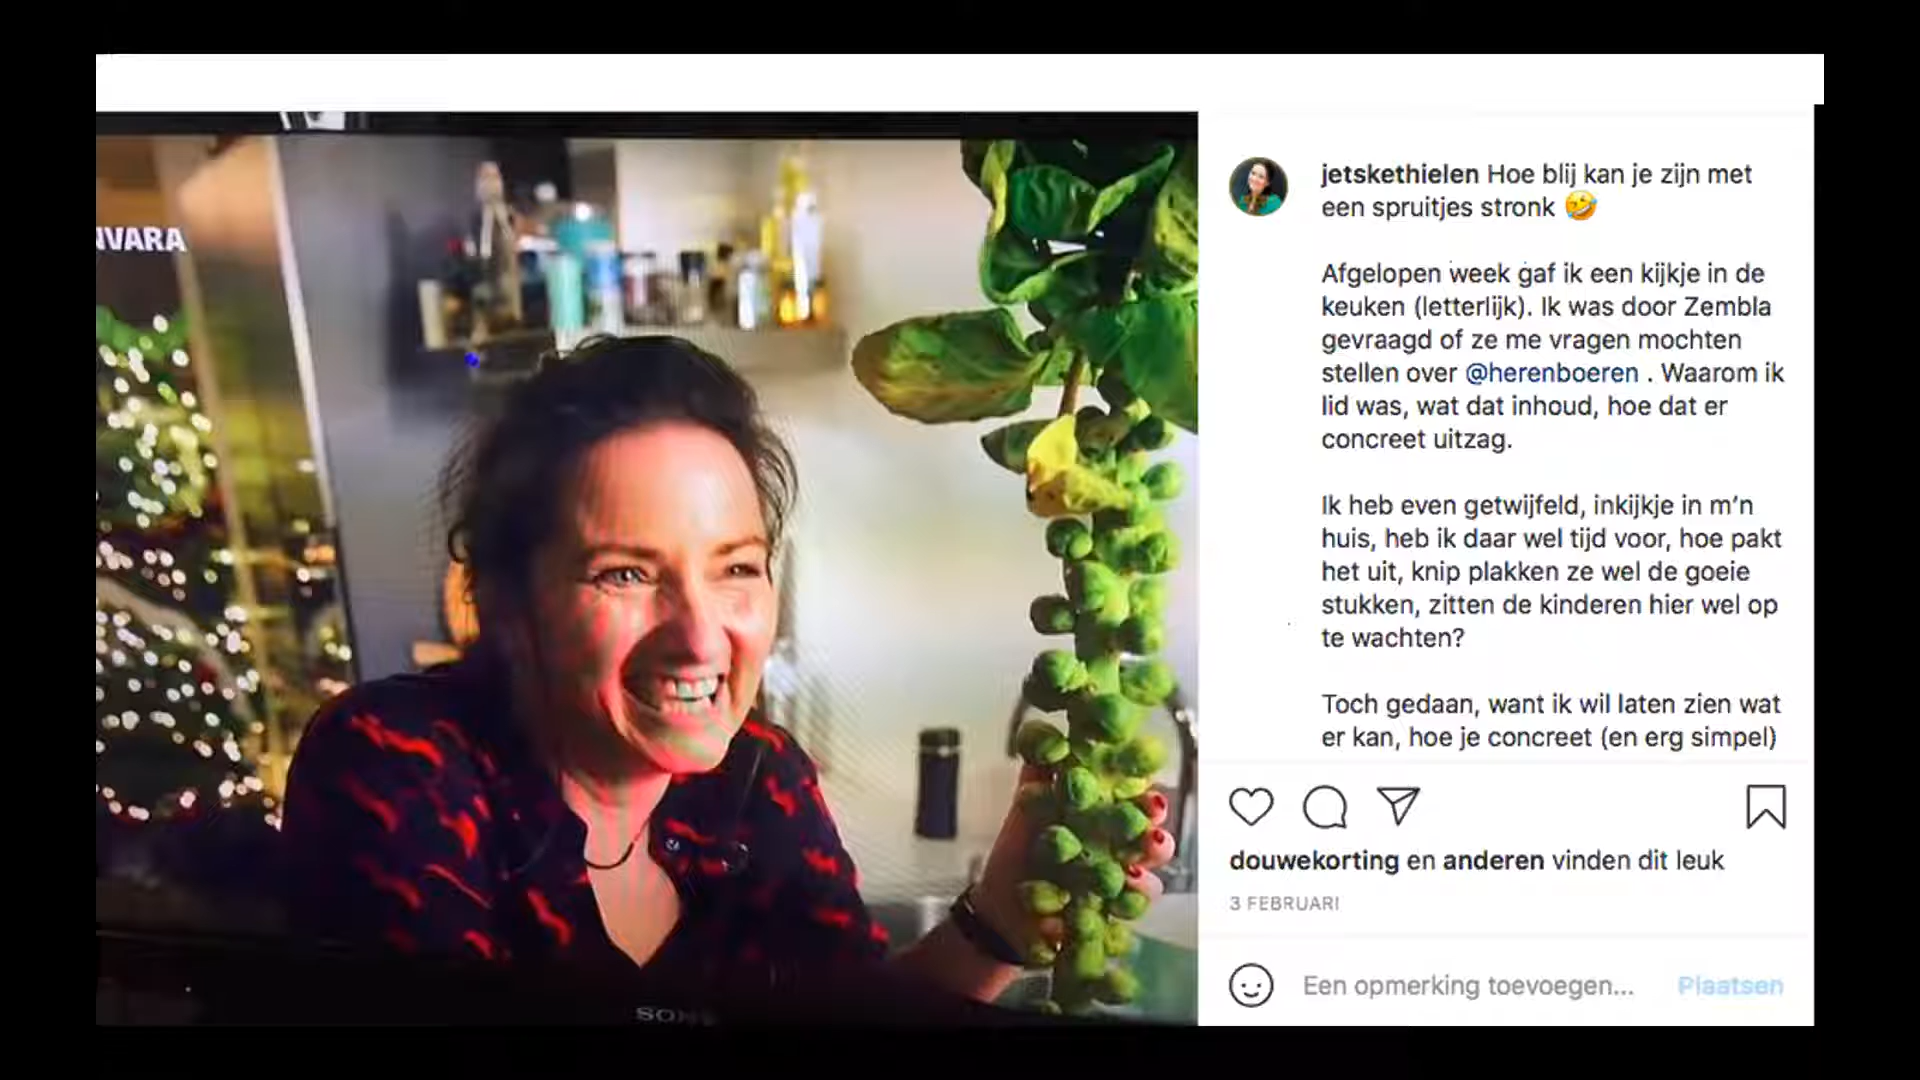 NVARA
SONY
jetskethielen Hoe blij kan je zijn met
een spruitjes stronk 🤣
Afgelopen week gaf ik een kijkje in de
keuken (letterlijk). Ik was door Zembla
gevraagd of ze me vragen mochten
stellen over @herenboeren . Waarom ik
lid was, wat dat inhoud, hoe dat er
concreet uitzag.
Ik heb even getwijfeld, inkijkje in m'n
huis, heb ik daar wel tijd voor, hoe pakt
het uit, knip plakken ze wel de goeie
stukken, zitten de kinderen hier wel op
te wachten?
Toch gedaan, want ik wil laten zien wat
er kan, hoe je concreet (en erg simpel)
douwekorting en anderen vinden dit leuk
3 FEBRUARI
Een opmerking toevoegen... Plaatsen